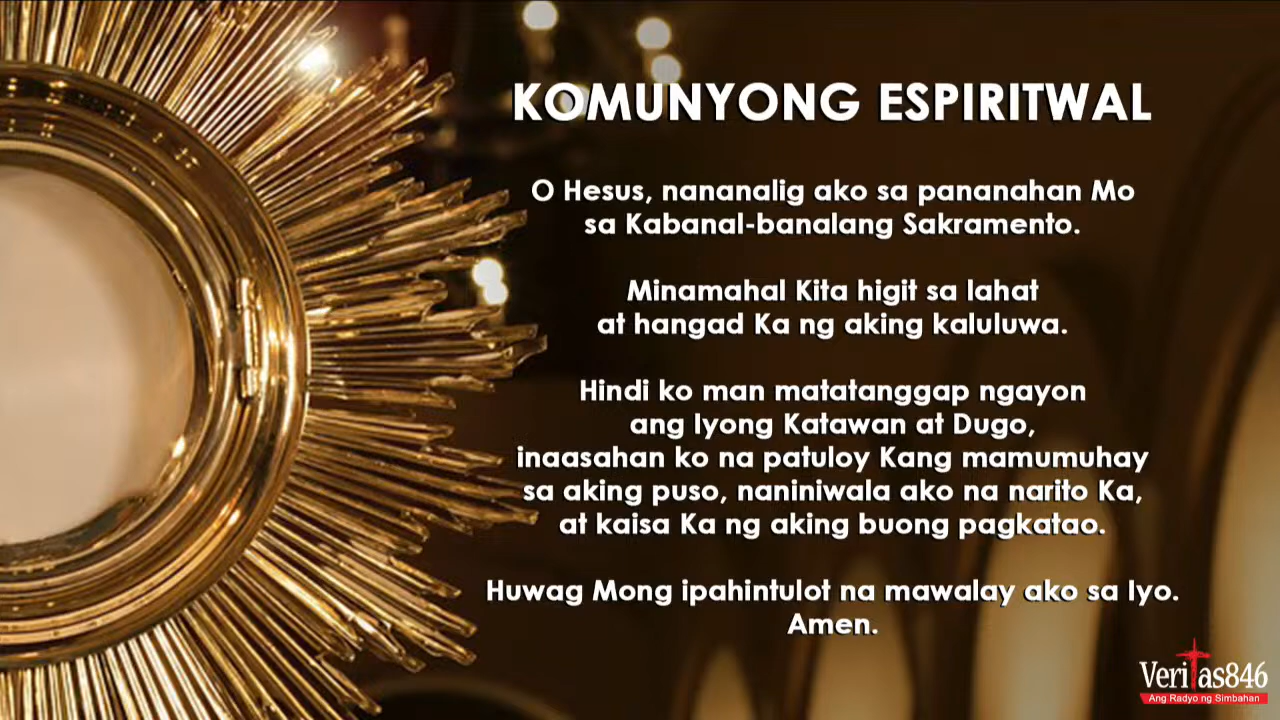 KOMUNYONG ESPIRITWAL
O Hesus, nananalig ako sa pananahan Mo
sa Kabanal-banalang Sakramento.
Minamahal Kita higit sa lahat
at hangad Ka ng aking kaluluwa.
Hindi ko man matatanggap ngayon
ang Iyong Katawan at Dugo,
inaasahan ko na patuloy Kang mamumuhay
sa aking puso, naniniwala ako na narito Ka,
at kaisa Ka ng aking buong pagkatao.
Huwag Mong ipahintulot na mawalay ako sa Iyo.
Amen.
Veritas846
Ang Radyo ng Simbahan